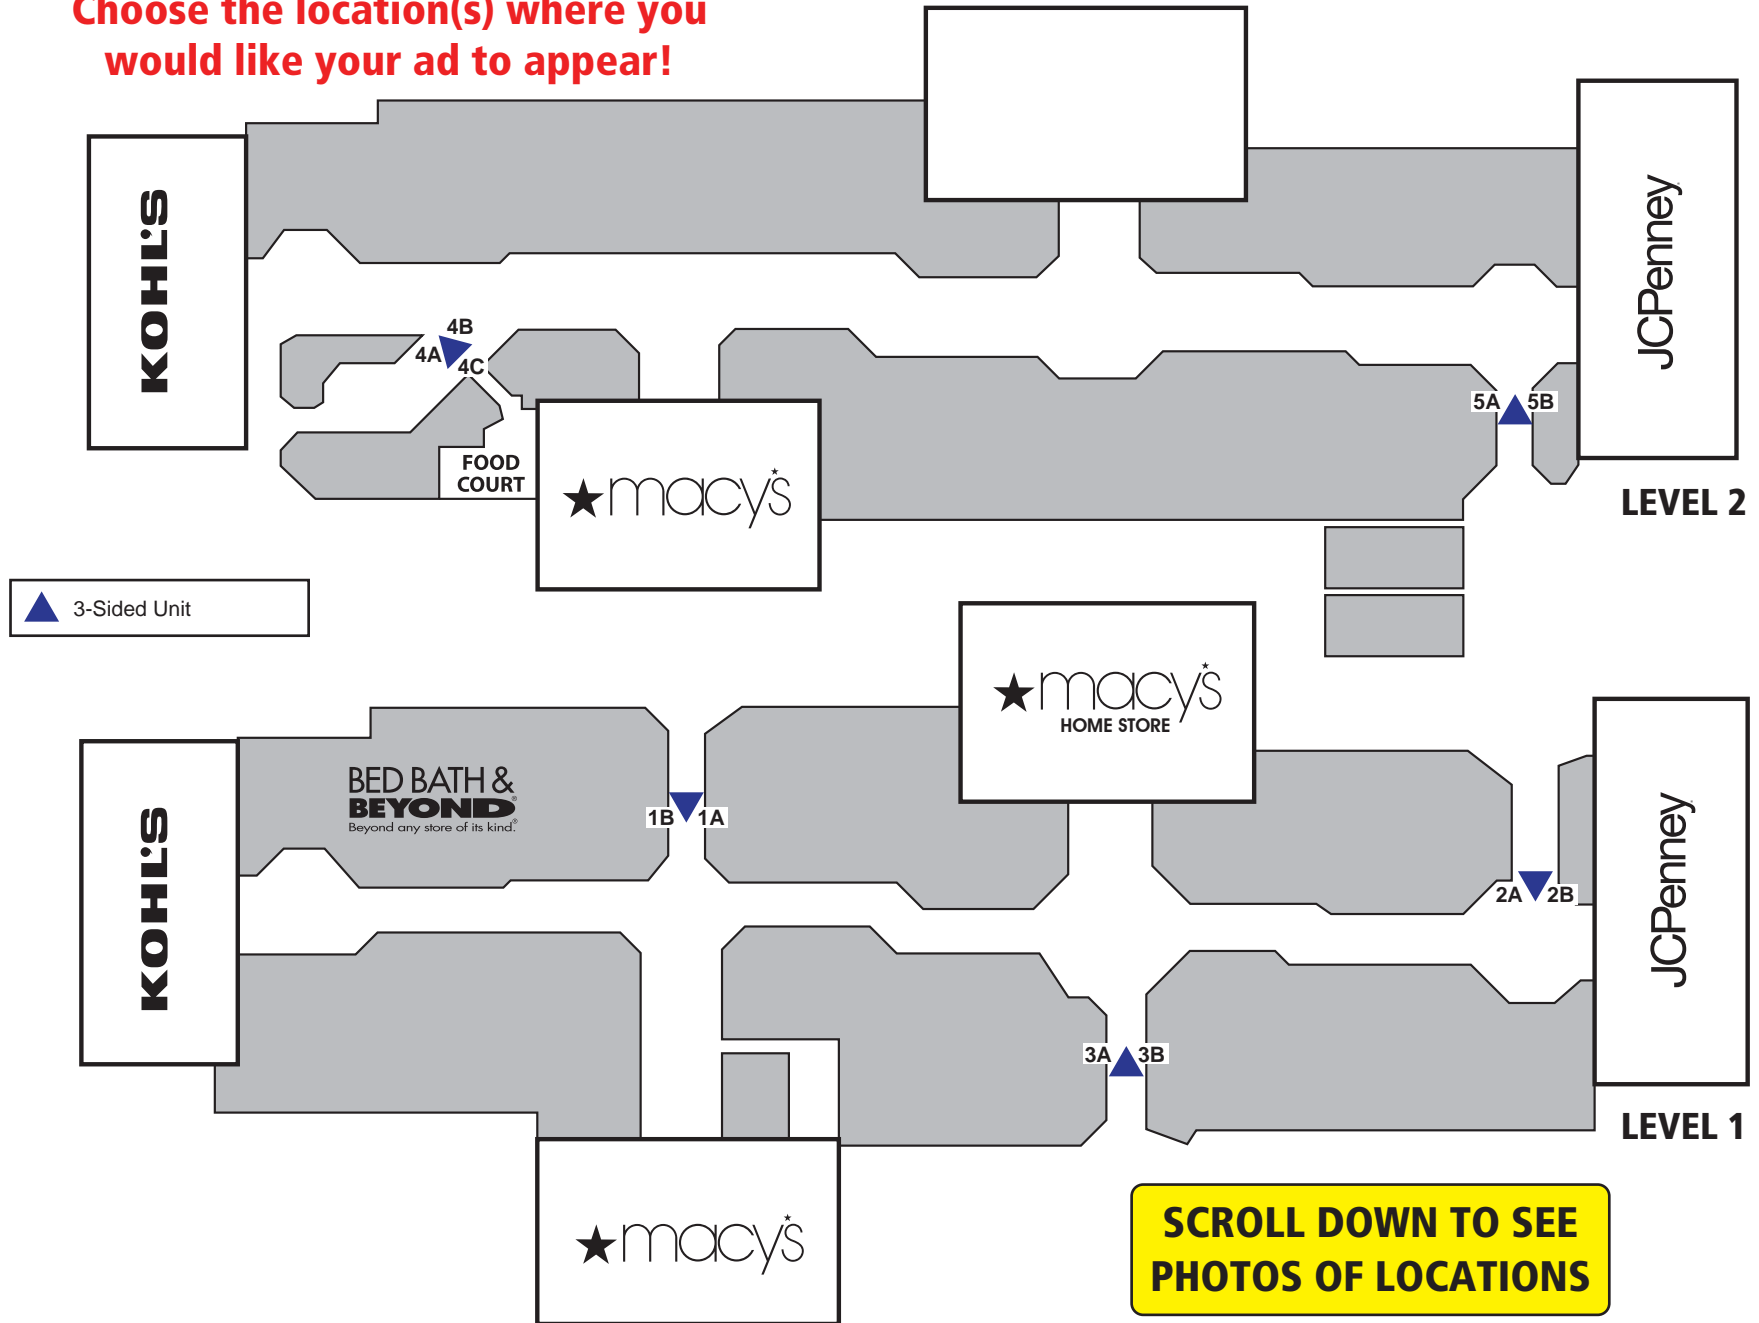 Choose the location(s) where you
would like your ad to appear!
KOHL'S
JCPenney
4B
4A
4C
5A
5B
FOOD
COURT
macy's
LEVEL 2
3-Sided Unit
macy's
HOME STORE
BED BATH &
BEYOND®
Beyond any store of its kind.®
1B
1A
KOHL'S
JCPenney
2A
2B
3A
3B
LEVEL 1
macy's
SCROLL DOWN TO SEE
PHOTOS OF LOCATIONS